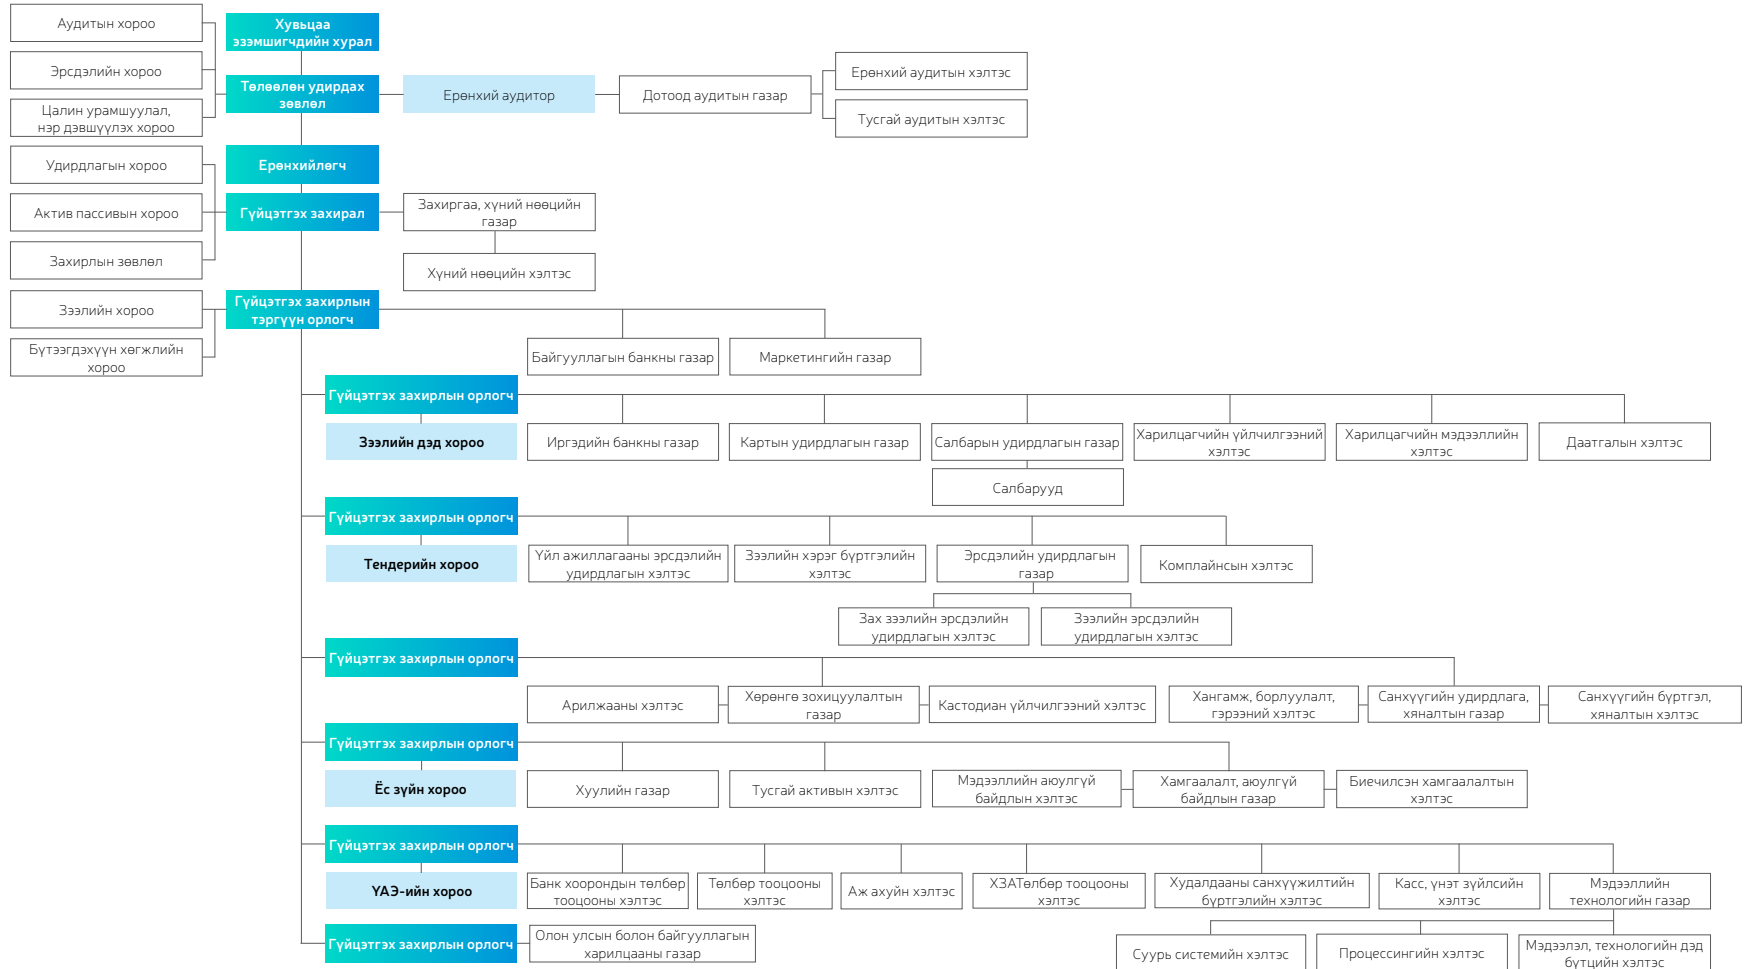 Аудитын хороо
Эрсдэлийн хороо
Цалин урамшуулал,
нэр дэвшүүлэх хороо
Хувьцаа
эзэмшигчдийн хурал
Төлөөлөн удирдах
зөвлөл
Ерөнхий аудитор
Дотоод аудитын газар
Ерөнхий аудитын хэлтэс
Тусгай аудитын хэлтэс
Удирдлагын хороо
Актив пассивын хороо
Захирлын зөвлөл
Ерөнхийлөгч
Гүйцэтгэх захирал
Захиргаа, хүний нөөцийн
газар
Хүний нөөцийн хэлтэс
Зээлийн хороо
Бүтээгдэхүүн хөгжлийн
хороо
Гүйцэтгэх захирлын
тэргүүн орлогч
Байгууллагын банкны газар
Маркетингийн газар
Гүйцэтгэх захирлын орлогч
Зээлийн дэд хороо
Иргэдийн банкны газар
Картын удирдлагын газар
Салбарын удирдлагын газар
Харилцагчийн үйлчилгээний
хэлтэс
Харилцагчийн мэдээллийн
хэлтэс
Даатгалын хэлтэс
Салбарууд
Гүйцэтгэх захирлын орлогч
Тендерийн хороо
Үйл ажиллагааны эрсдэлийн
удирдлагын хэлтэс
Зээлийн хэрэг бүртгэлийн
хэлтэс
Эрсдэлийн удирдлагын
газар
Комплайнсын хэлтэс
Зах зээлийн эрсдэлийн
удирдлагын хэлтэс
Зээлийн эрсдэлийн
удирдлагын хэлтэс
Гүйцэтгэх захирлын орлогч
Арилжааны хэлтэс
Хөрөнгө зохицуулалтын
газар
Кастодиан үйлчилгээний хэлтэс
Хангамж, борлуулалт,
гэрээний хэлтэс
Санхүүгийн удирдлага,
хяналтын газар
Санхүүгийн бүртгэл,
хяналтын хэлтэс
Гүйцэтгэх захирлын орлогч
Ёс зүйн хороо
Хуулийн газар
Тусгай активын хэлтэс
Мэдээллийн аюулгүй
байдлын хэлтэс
Хамгаалалт, аюулгүй
байдлын газар
Биечилсэн хамгаалалтын
хэлтэс
Гүйцэтгэх захирлын орлогч
ҮАЭ-ийн хороо
Банк хоорондын төлбөр
тооцооны хэлтэс
Төлбөр тооцооны
хэлтэс
Аж ахуйн хэлтэс
ХЗАТөлбөр тооцооны
хэлтэс
Худалдааны санхүүжилтийн
бүртгэлийн хэлтэс
Касс, үнэт зүйлсийн
хэлтэс
Мэдээллийн
технологийн газар
Гүйцэтгэх захирлын орлогч
Олон улсын болон байгууллагын
харилцааны газар
Суурь системийн хэлтэс
Процессингийн хэлтэс
Мэдээлэл, технологийн дэд
бүтцийн хэлтэс